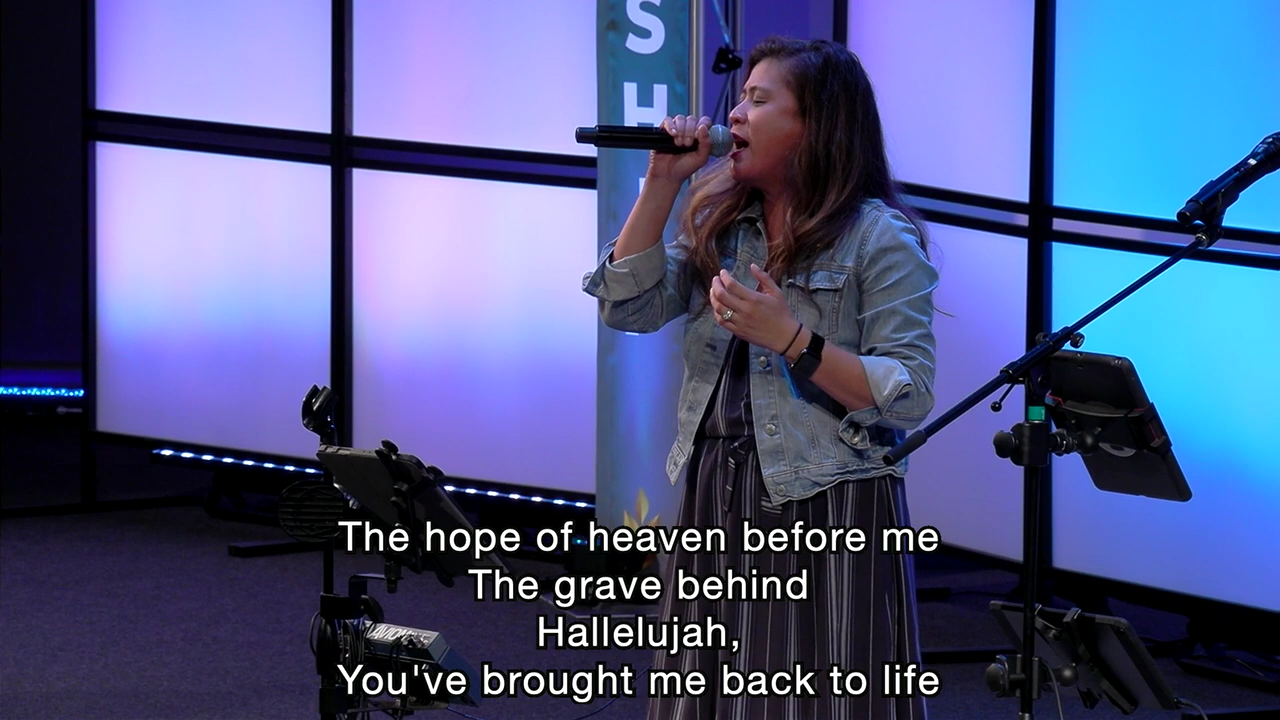 S
H
The hope of heaven before me
The grave behind
Hallelujah,
You've brought me back to life